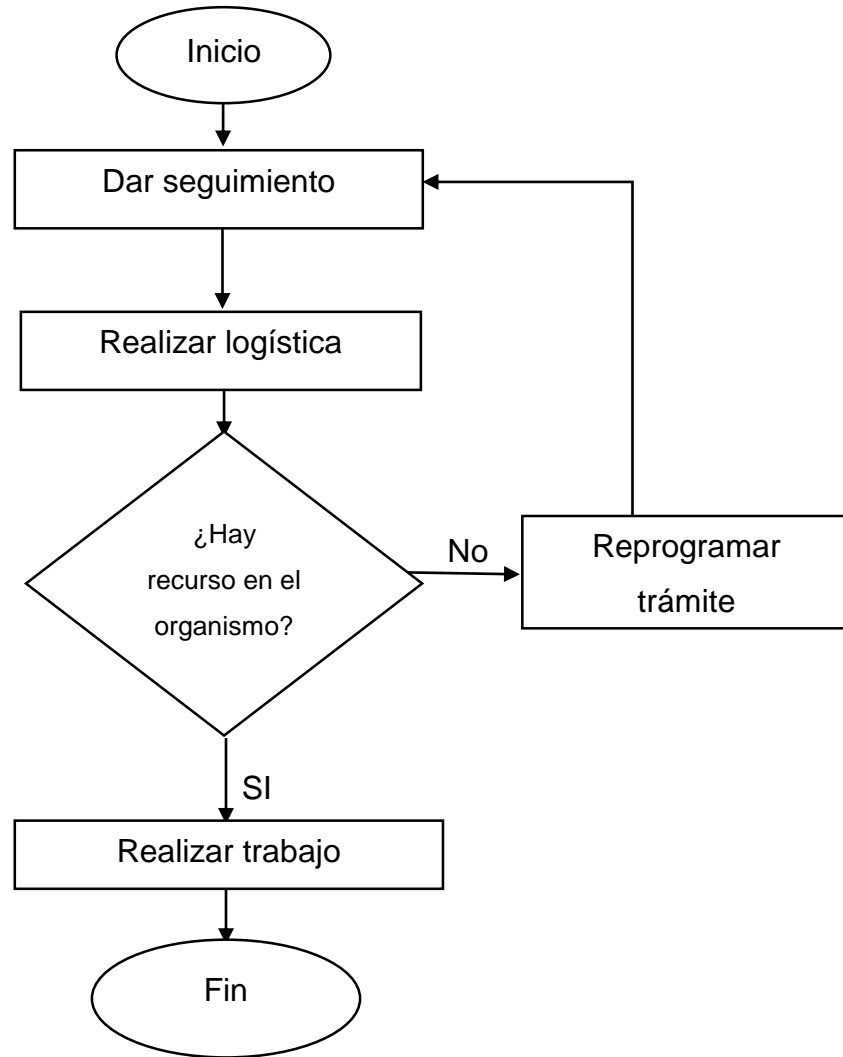 Inicio
Dar seguimiento
Realizar logística
¿Hay
recurso en el
organismo?
No
Reprogramar
trámite
SI
Realizar trabajo
Fin